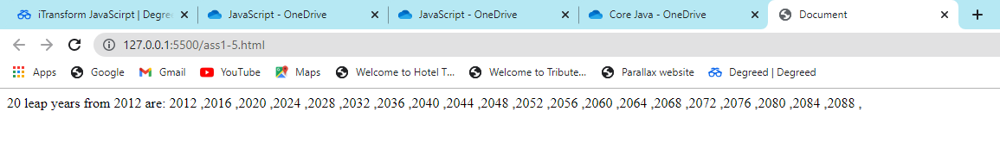 iTransform JavaScirpt | Degre
JavaScript - OneDrive
JavaScript - OneDrive
Core Java - OneDrive
Document
127.0.0.1:5500/ass1-5.html
Apps
Google
Gmail
YouTube
Maps
Welcome to Hotel T...
Welcome to Tribute...
Parallax website
Degreed | Degreed
20 leap years from 2012 are: 2012 ,2016 ,2020 ,2024 ,2028 ,2032 ,2036 ,2040 ,2044 ,2048 ,2052 ,2056 ,2060 ,2064 ,2068 ,2072 ,2076 ,2080 ,2084 ,2088 ,